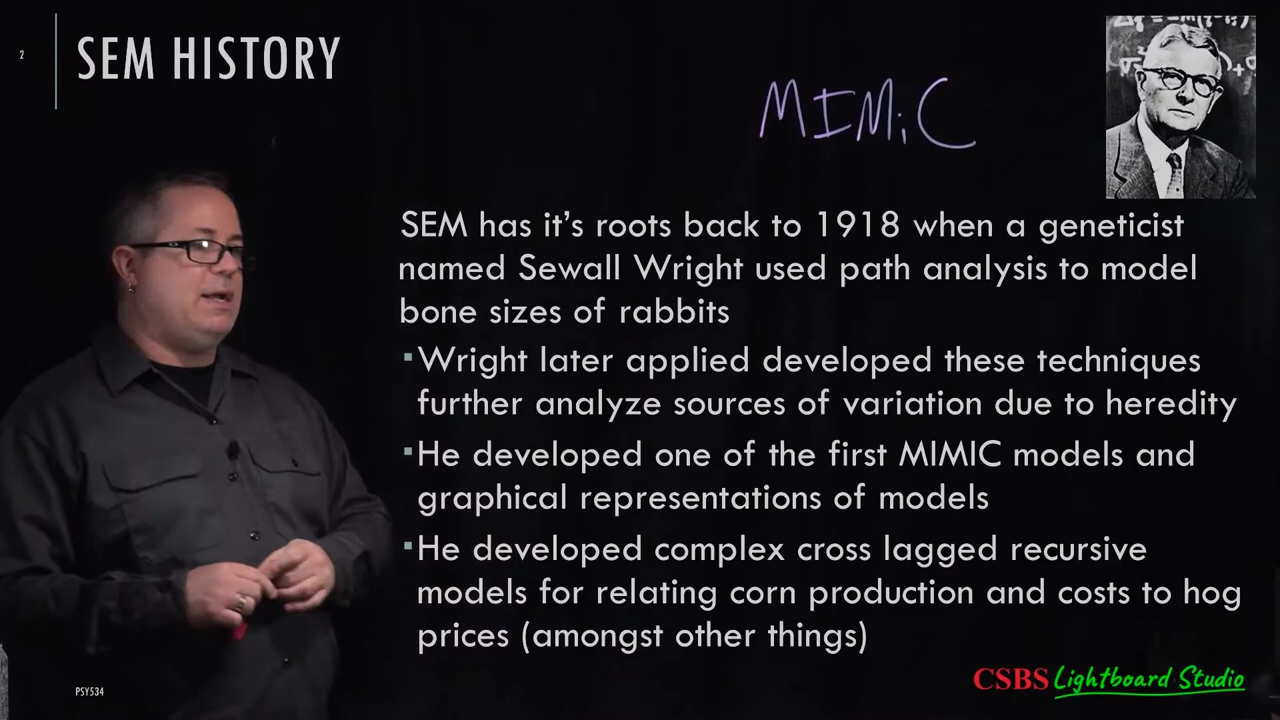 2
SEM HISTORY
MIMiC
SEM has it’s roots back to 1918 when a geneticist
named Sewall Wright used path analysis to model
bone sizes of rabbits
▪Wright later applied developed these techniques
further analyze sources of variation due to heredity
▪He developed one of the first MIMIC models and
graphical representations of models
▪He developed complex cross lagged recursive
models for relating corn production and costs to hog
prices (amongst other things)
CSBS Lightboard Studio
PSY534